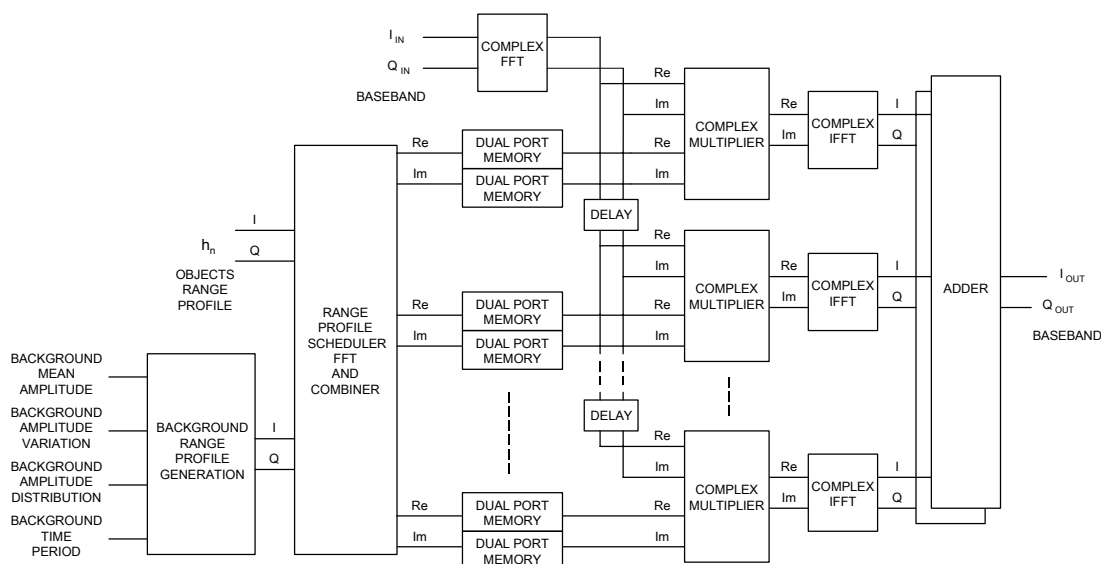 I IN
Q IN
BASEBAND
COMPLEX
FFT
Re
Im
Re
Im
COMPLEX
MULTIPLIER
Re
Im
COMPLEX
IFFT
I
Q
Re
Im
DUAL PORT
MEMORY
DUAL PORT
MEMORY
DELAY
I
hn
Q
OBJECTS
RANGE
PROFILE
RANGE
PROFILE
SCHEDULER
FFT
AND
COMBINER
Re
Im
DUAL PORT
MEMORY
DUAL PORT
MEMORY
Re
Im
Re
Im
COMPLEX
MULTIPLIER
Re
Im
COMPLEX
IFFT
I
Q
ADDER
I OUT
Q OUT
BASEBAND
BACKGROUND
MEAN
AMPLITUDE
BACKGROUND
AMPLITUDE
VARIATION
BACKGROUND
AMPLITUDE
DISTRIBUTION
BACKGROUND
TIME
PERIOD
BACKGROUND
RANGE
PROFILE
GENERATION
I
Q
DELAY
Re
Im
DUAL PORT
MEMORY
DUAL PORT
MEMORY
Re
Im
Re
Im
COMPLEX
MULTIPLIER
Re
Im
COMPLEX
IFFT
I
Q